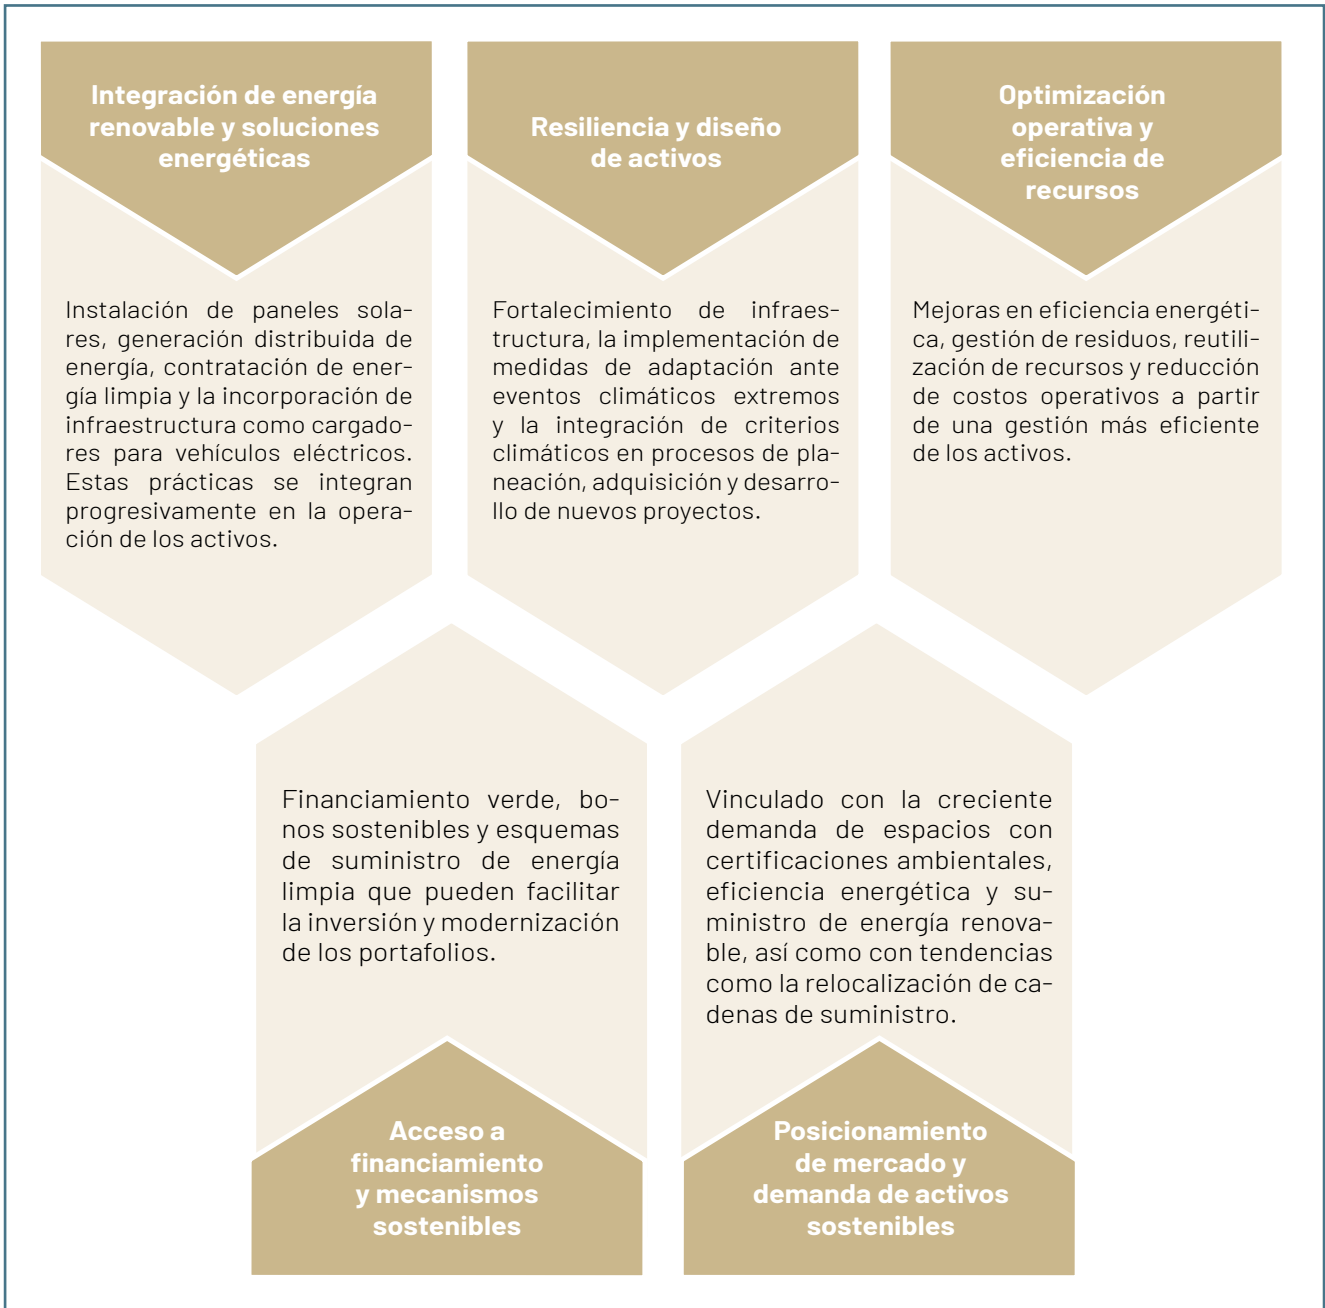 Integración de energía
renovable y soluciones
energéticas
Instalación de paneles sola-
res, generación distribuida de
energía, contratación de ener-
gía limpia y la incorporación de
infraestructura como cargado-
res para vehículos eléctricos.
Estas prácticas se integran
progresivamente en la opera-
ción de los activos.
Resiliencia y diseño
de activos
Fortalecimiento de infraes-
tructura, la implementación de
medidas de adaptación ante
eventos climáticos extremos
y la integración de criterios
climáticos en procesos de pla-
neación, adquisición y desarro-
llo de nuevos proyectos.
Optimización
operativa y
eficiencia de
recursos
Mejoras en eficiencia energéti-
ca, gestión de residuos, reutili-
zación de recursos y reducción
de costos operativos a partir
de una gestión más eficiente
de los activos.
Financiamiento verde, bo-
nos sostenibles y esquemas
de suministro de energía
limpia que pueden facilitar
la inversión y modernización
de los portafolios.
Acceso a
financiamiento
y mecanismos
sostenibles
Vinculado con la creciente
demanda de espacios con
certificaciones ambientales,
eficiencia energética y su-
ministro de energía renova-
ble, así como con tendencias
como la relocalización de ca-
denas de suministro.
Posicionamiento
de mercado y
demanda de activos
sostenibles